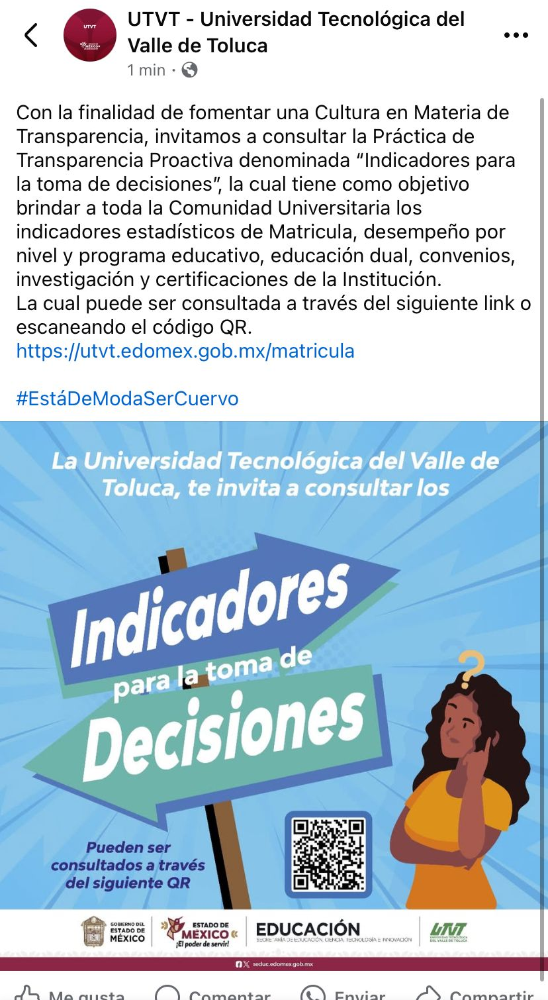 UTVT - Universidad Tecnológica del
Valle de Toluca
1 min ·
Con la finalidad de fomentar una Cultura en Materia de
Transparencia, invitamos a consultar la Práctica de
Transparencia Proactiva denominada “Indicadores para
la toma de decisiones”, la cual tiene como objetivo
brindar a toda la Comunidad Universitaria los
indicadores estadísticos de Matricula, desempeño por
nivel y programa educativo, educación dual, convenios,
investigación y certificaciones de la Institución.
La cual puede ser consultada a través del siguiente link o
escaneando el código QR.
https://utvt.edomex.gob.mx/matricula
#EstáDeModaSerCuervo
La Universidad Tecnológica del Valle de
Toluca, te invita a consultar los
Indicadores
para la toma de
Decisiones
?
Pueden ser
consultados a través
del siguiente QR
GOBIERNO DEL
ESTADO DE
MÉXICO
ESTADO DE
MÉXICO
¡El poder de servir!
EDUCACIÓN
SECRETARÍA DE EDUCACIÓN, CIENCIA, TECNOLOGÍA E INNOVACIÓN
UTVT
UNIVERSIDAD TECNOLÓGICA
DEL VALLE DE TOLUCA
seduc.edomex.gob.mx
Me gusta
Comentar
Enviar
Compartir